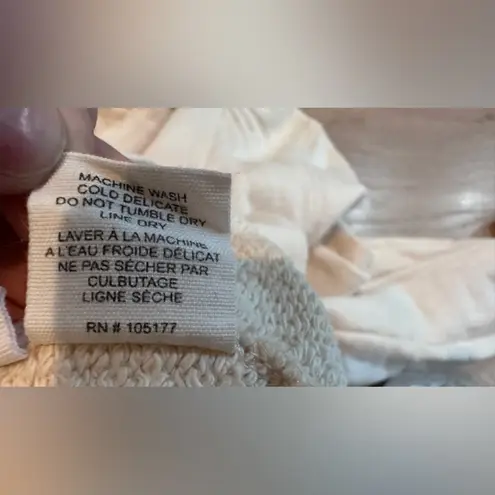 MACHINE WASH
COLD DELICATE
DO NOT TUMBLE DRY
LINE DRY
LAVER À LA MACHINE
A L'EAU FROIDE DÉLICAT
NE PAS SÉCHER PAR
CULBUTAGE
LIGNE SÈCHE
RN # 105177